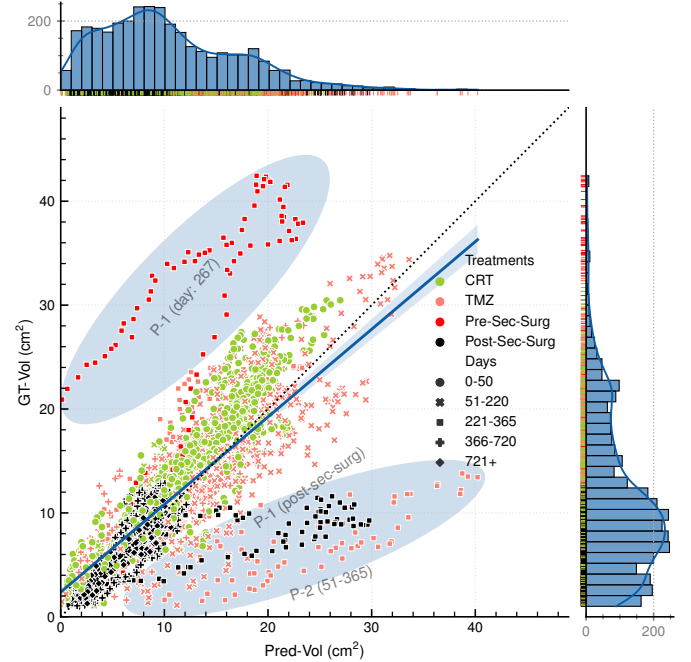 200
0
40
30
20
10
1
GT-Vol (cm²)
P-1 (day: 267)
P-1 (post-sec-surg)
P-2 (51-365)
Treatments
CRT
TMZ
Pre-Sec-Surg
Post-Sec-Surg
Days
0-50
51-220
221-365
366-720
721+
0
10
20
30
40
Pred-Vol (cm²)
0
200